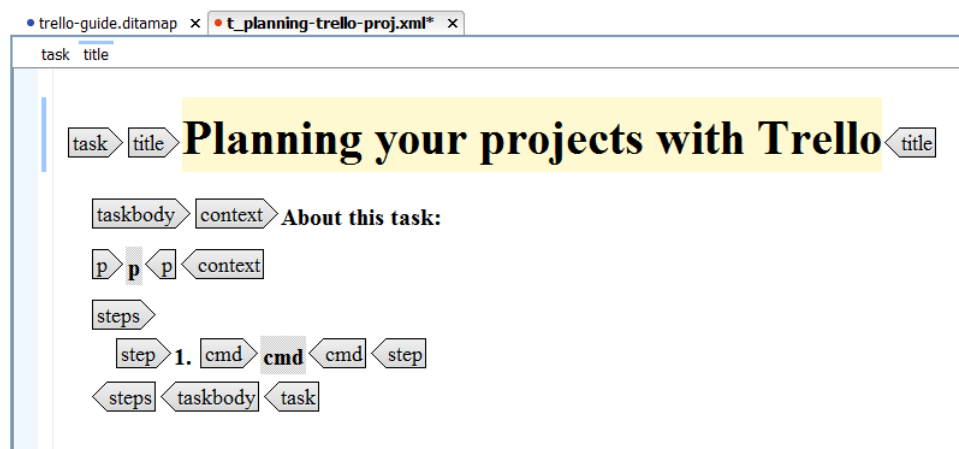 trello-guide.ditamap × t_planning-trello-proj.xml* ×
task title
task title Planning your projects with Trello title
taskbody context About this task:
p p p context
steps
step 1. cmd cmd cmd step
steps taskbody task